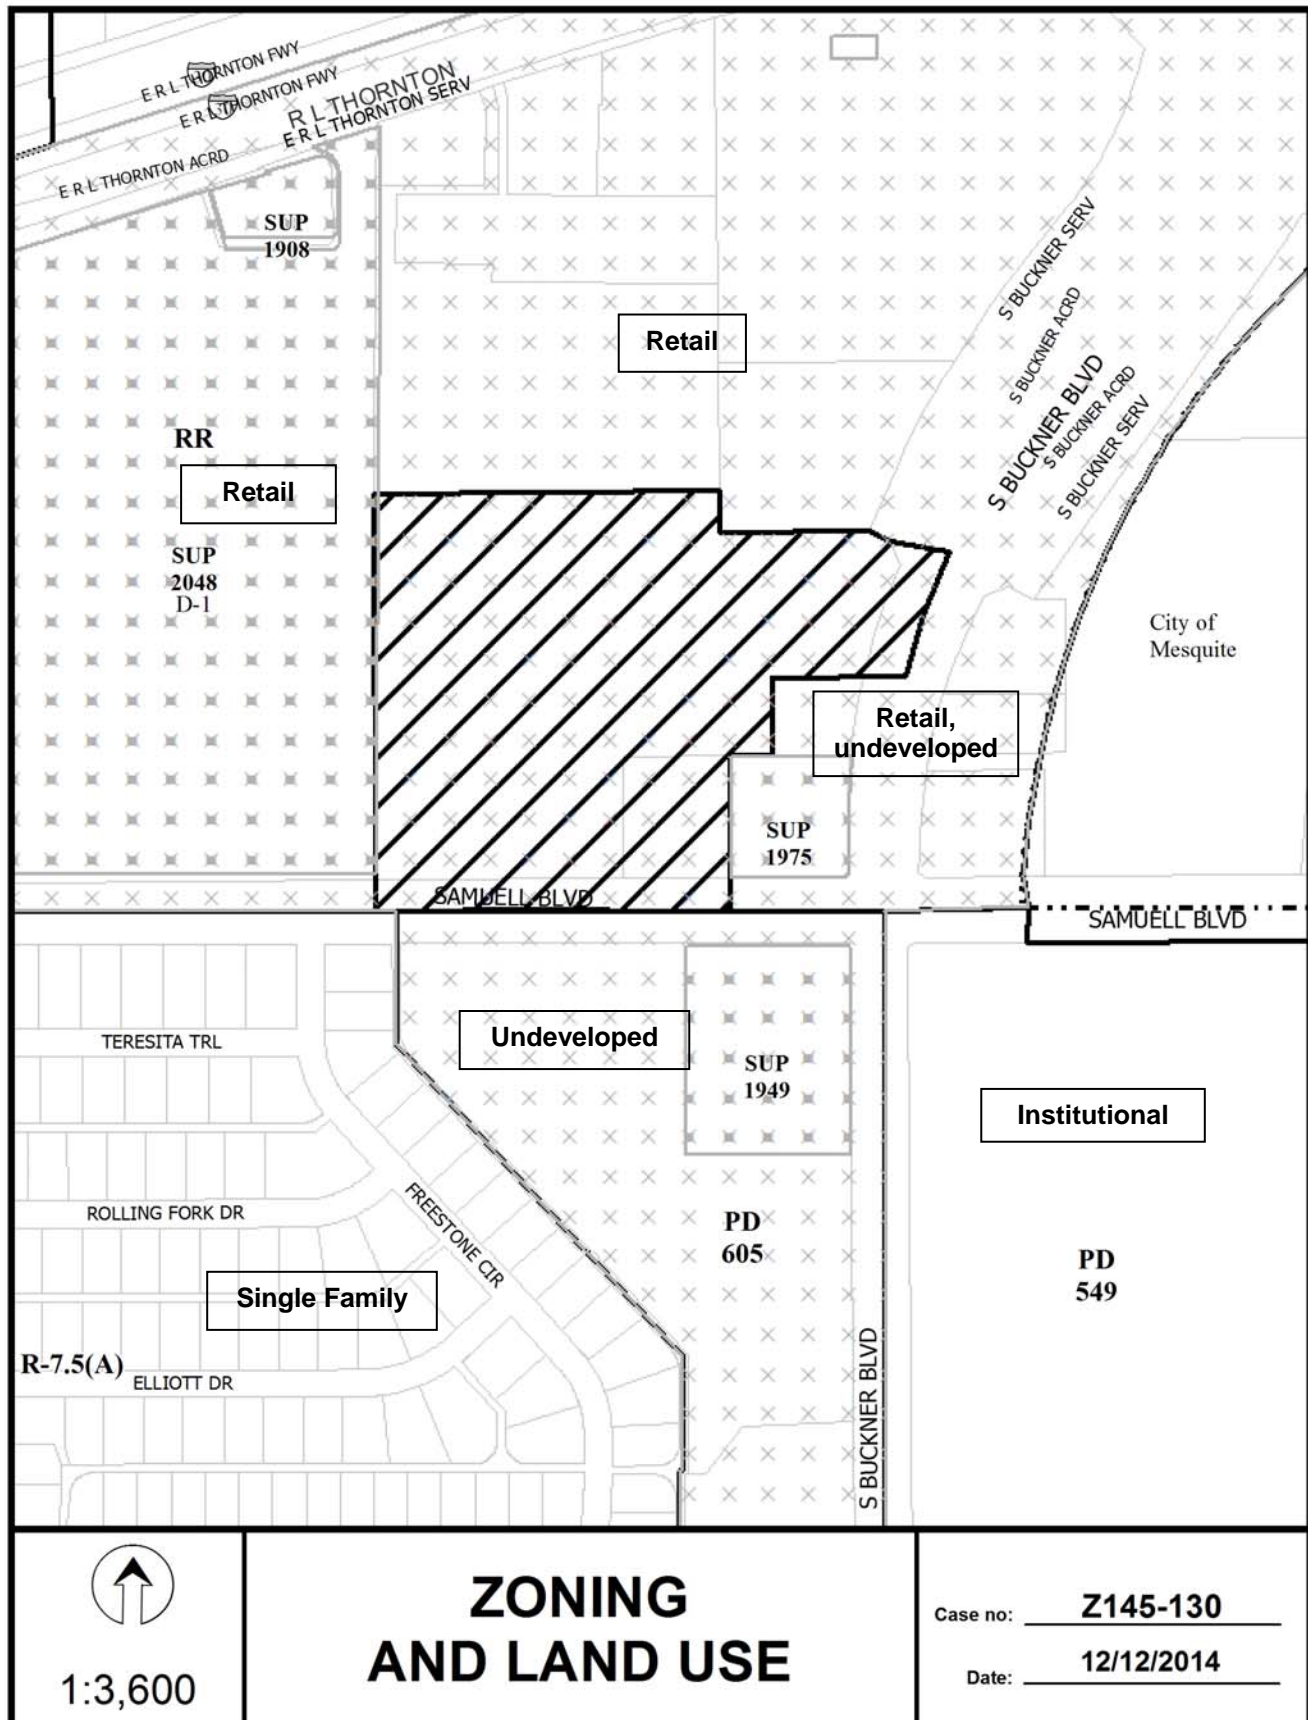 E R L THORNTON FWY
E R L THORNTON FWY
R L THORNTON
E R L THORNTON SERV
E R L THORNTON ACRD
SUP
1908
S BUCKNER SERV
S BUCKNER ACRD
Retail
S BUCKNER BLVD
S BUCKNER ACRD
S BUCKNER SERV
RR
Retail
SUP
2048
D-1
City of
Mesquite
Retail,
undeveloped
SUP
1975
SAMUELL BLVD
SAMUELL BLVD
TERESITA TRL
Undeveloped
SUP
1949
Institutional
ROLLING FORK DR
FREESTONE CIR
PD
605
PD
549
Single Family
R-7.5(A)
ELLIOTT DR
S BUCKNER BLVD
1:3,600
ZONING
AND LAND USE
Case no: Z145-130
Date: 12/12/2014